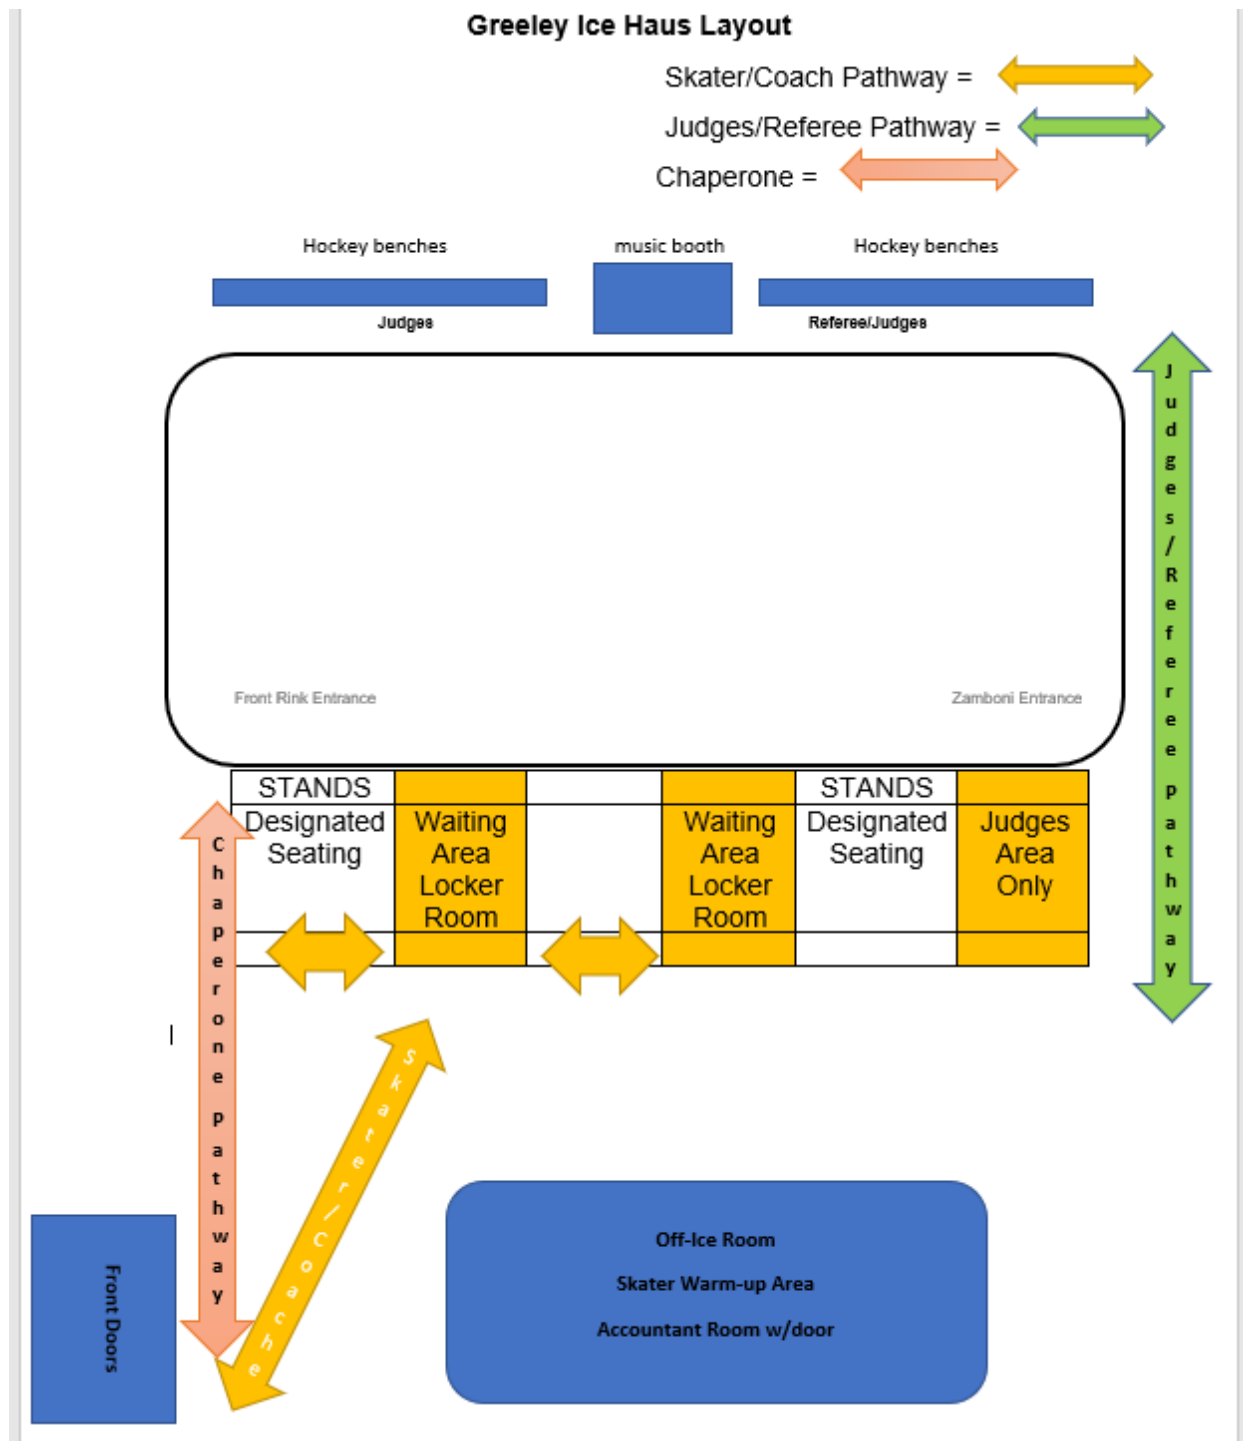 Greeley Ice Haus Layout
Skater/Coach Pathway =
Judges/Referee Pathway =
Chaperone =
Hockey benches
music booth
Hockey benches
Judges
Referee/Judges
Judges/Referee Pathway
Front Rink Entrance
Zamboni Entrance
STANDS
STANDS
Designated
Seating
Waiting
Area
Locker
Room
Waiting
Area
Locker
Room
Designated
Seating
Judges
Area
Only
Chaperone Pathway
Skater/Coache
Front Doors
Off-Ice Room
Skater Warm-up Area
Accountant Room w/door